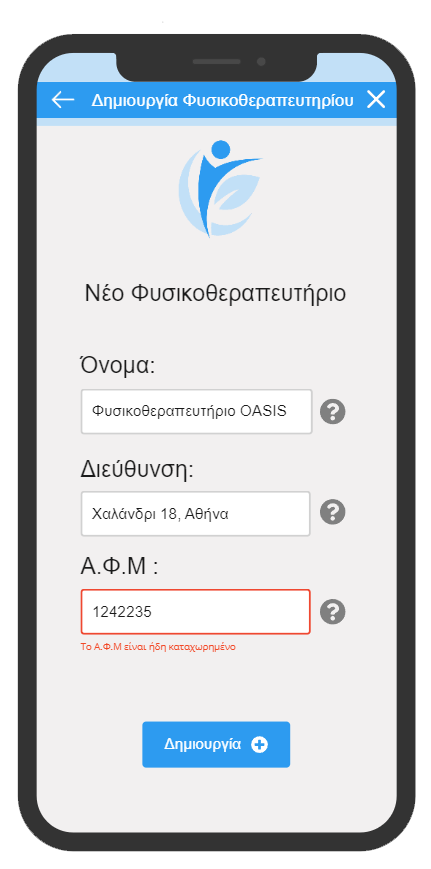 Δημιουργία Φυσικοθεραπευτηρίου
Νέο Φυσικοθεραπευτήριο
Όνομα:
Φυσικοθεραπευτήριο OASIS
Διεύθυνση:
Χαλάνδρι 18, Αθήνα
Α.Φ.Μ :
1242235
Το Α.Φ.Μ είναι ήδη καταχωρημένο
Δημιουργία